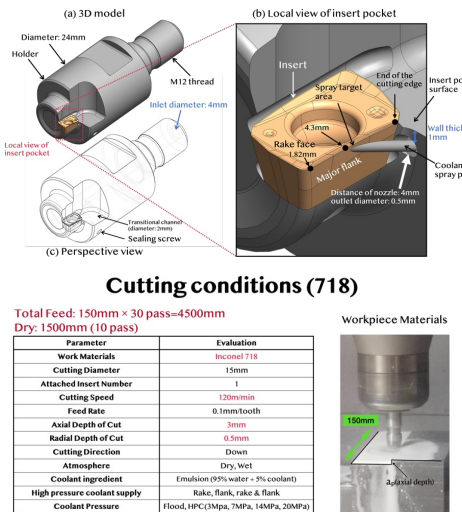 (a) 3D model
(b) Local view of insert pocket
Diameter: 24mm
Holder
M12 thread
Inlet diameter: 4mm
Local view of
insert pocket
Transitional channel
(diameter: 2mm)
Sealing screw
(c) Perspective view
Insert
Spray target
area
End of the
cutting edge
Insert
surface
Wall
1mm
4.3mm
Rake face
1.82mm
Major flank
Coolan
spray p
Distance of nozzle: 4mm
outlet diameter: 0.5mm
Cutting conditions (718)
Total Feed: 150mm × 30 pass=4500mm
Dry: 1500mm (10 pass)
Workpiece Materials
Parameter Evaluation
Work Materials Inconel 718
Cutting Diameter 15mm
Attached Insert Number 1
Cutting Speed 120m/min
Feed Rate 0.1mm/tooth
Axial Depth of Cut 3mm
Radial Depth of Cut 0.5mm
Cutting Direction Down
Atmosphere Dry, Wet
Coolant ingredient Emulsion (95% water + 5% coolant)
High pressure coolant supply Rake, flank, rake & flank
Coolant Pressure Flood, HPC(3Mpa, 7MPa, 14MPa, 20MPa)
150mm
ap(axial depth)